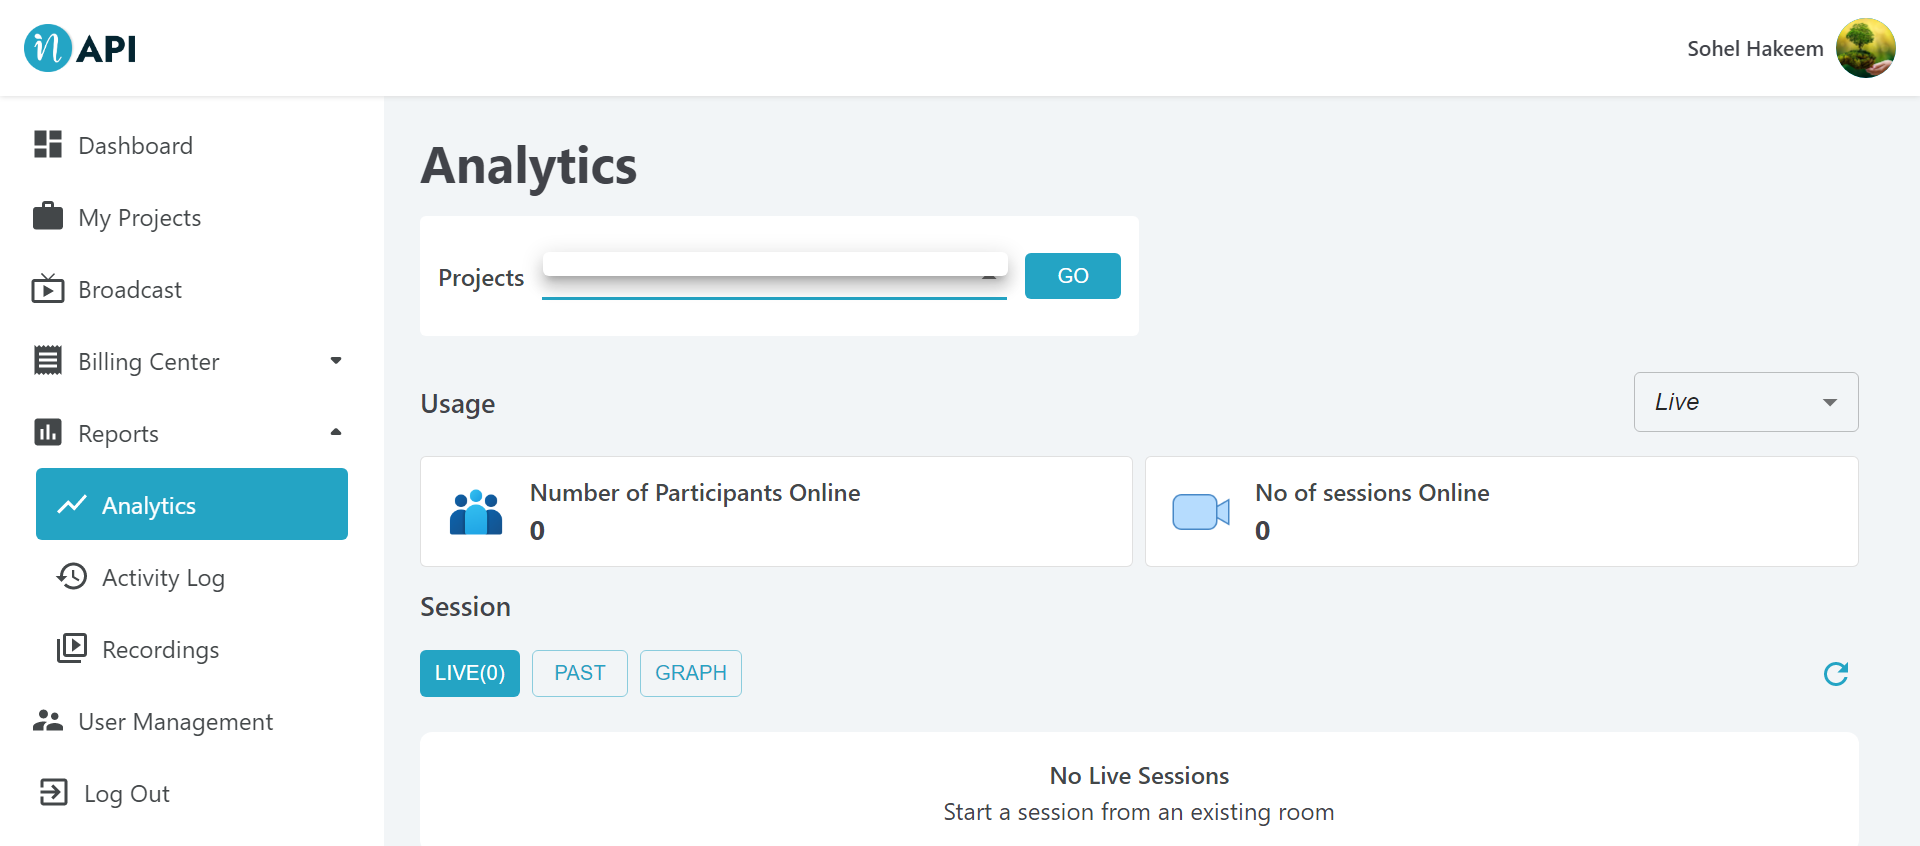 n API
Sohel Hakeem
Dashboard
My Projects
Broadcast
Billing Center
Reports
Analytics
Activity Log
Recordings
User Management
Log Out
Analytics
Projects
GO
Usage
Live
Number of Participants Online
0
No of sessions Online
0
Session
LIVE(0)
PAST
GRAPH
No Live Sessions
Start a session from an existing room